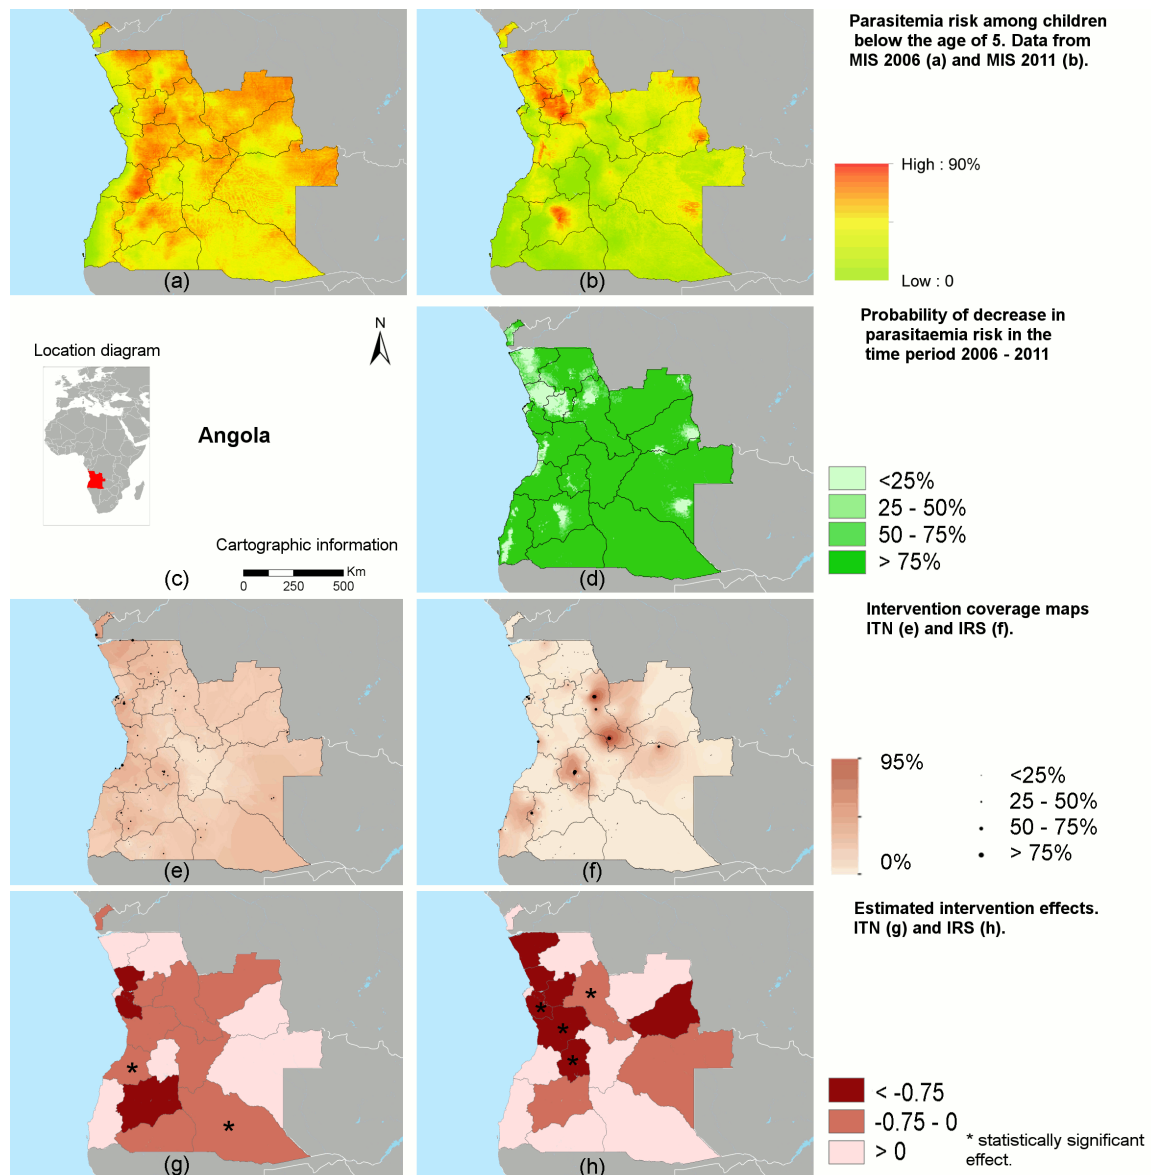 Parasitemia risk among children
below the age of 5. Data from
MIS 2006 (a) and MIS 2011 (b).
High : 90%
Low : 0
(a)
(b)
Probability of decrease in
parasitaemia risk in the
time period 2006 - 2011
N
Location diagram
Angola
Cartographic information
Km
0 250 500
(c)
(d)
<25%
25 - 50%
50 - 75%
> 75%
Intervention coverage maps
ITN (e) and IRS (f).
95%
0%
<25%
25 - 50%
50 - 75%
> 75%
(e)
(f)
Estimated intervention effects.
ITN (g) and IRS (h).
*
*
*
*
*
*
< -0.75
-0.75 - 0
> 0
* statistically significant
effect.
(g)
(h)